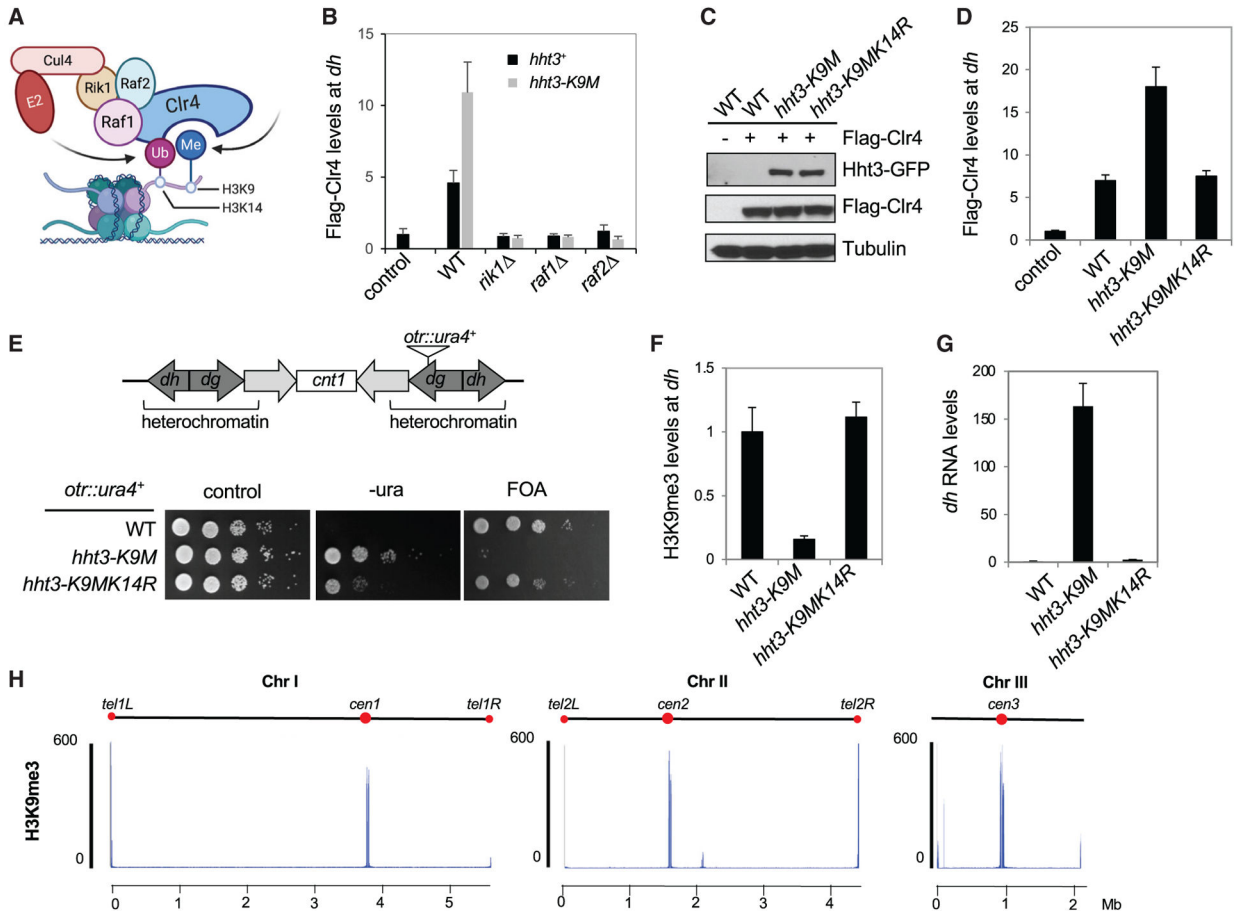 A
Cul4
E2
Rik1
Raf2
Raf1
Clr4
Ub
Me
H3K9
H3K14
B
Flag-Clr4 levels at dh
15
10
5
0
hht3+
hht3-K9M
control
WT
rik1Δ
raf1Δ
raf2Δ
C
WT
WT
hht3-K9M
hht3-K9MK14R
- + + + Flag-Clr4
Hht3-GFP
Flag-Clr4
Tubulin
D
Flag-Clr4 levels at dh
25
20
15
10
5
0
control
WT
hht3-K9M
hht3-K9MK14R
E
otr::ura4+
dh dg cnt1 dg dh
heterochromatin heterochromatin
otr::ura4+ control -ura FOA
WT
hht3-K9M
hht3-K9MK14R
F
H3K9me3 levels at dh
1.5
1
0.5
0
WT
hht3-K9M
hht3-K9MK14R
G
dh RNA levels
200
150
100
50
0
WT
hht3-K9M
hht3-K9MK14R
H
Chr I Chr II Chr III
tel1L cen1 tel1R tel2L cen2 tel2R cen3
H3K9me3
600 600 600
0 0 0
0 1 2 3 4 5 0 1 2 3 4 0 1 2 Mb